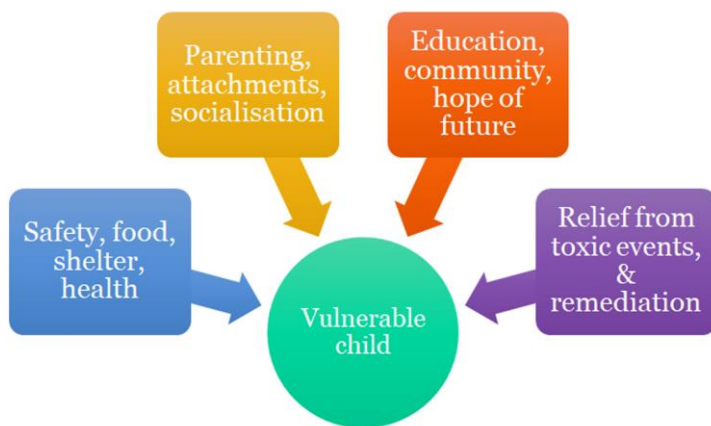 Safety, food,
shelter,
health
Parenting,
attachments,
socialisation
Education,
community,
hope of
future
Relief from
toxic events,
&
remediation
Vulnerable
child